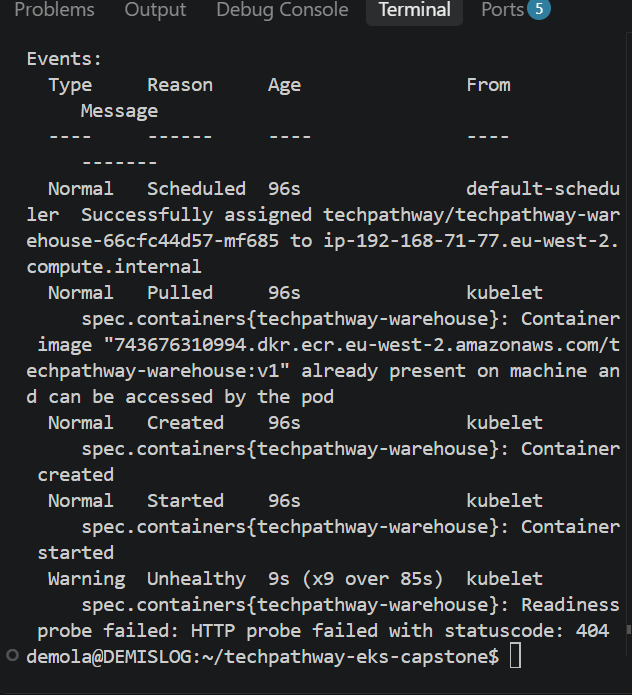 Problems Output Debug Console Terminal Ports 5
Events:
Type Reason Age From
Message
---- ------ ---- ----
-------
Normal Scheduled 96s default-schedu
ler Successfully assigned techpathway/techpathway-war
ehouse-66cfc44d57-mf685 to ip-192-168-71-77.eu-west-2.
compute.internal
Normal Pulled 96s kubelet
spec.containers{techpathway-warehouse}: Container
image "743676310994.dkr.ecr.eu-west-2.amazonaws.com/t
echpathway-warehouse:v1" already present on machine an
d can be accessed by the pod
Normal Created 96s kubelet
spec.containers{techpathway-warehouse}: Container
created
Normal Started 96s kubelet
spec.containers{techpathway-warehouse}: Container
started
Warning Unhealthy 9s (x9 over 85s) kubelet
spec.containers{techpathway-warehouse}: Readiness
probe failed: HTTP probe failed with statuscode: 404
demola@DEMISLOG:~/techpathway-eks-capstone$